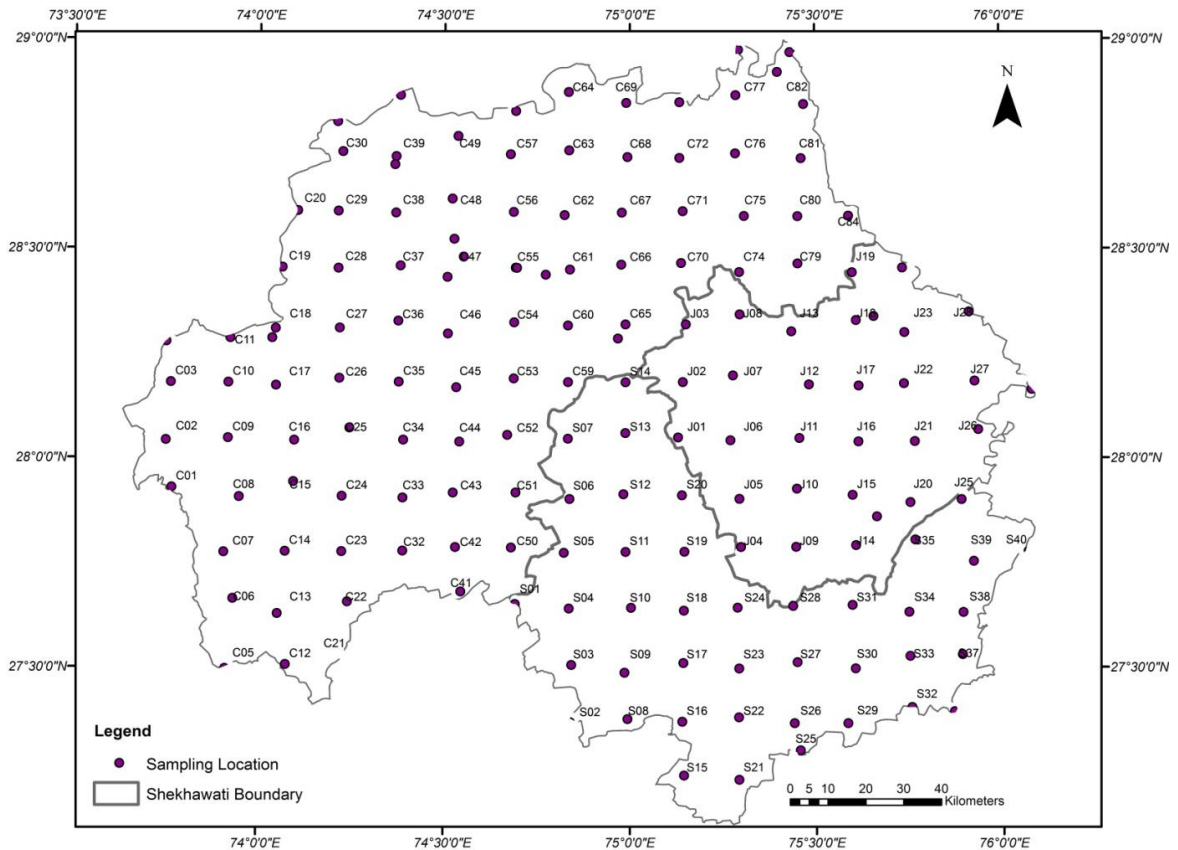 73°30'0"E 74°0'0"E 74°30'0"E 75°0'0"E 75°30'0"E 76°0'0"E
29°0'0"N 29°0'0"N
N
C64 C69 C77 C82
C30 C39 C49 C57 C63 C68 C72 C76 C81
C20 C29 C38 C48 C56 C62 C67 C71 C75 C80
C84
28°30'0"N 28°30'0"N
C19 C28 C37 C47 C55 C61 C66 C70 C74 C79 J19
C18 C27 C36 C46 C54 C60 C65 J03 J08 J13 J18 J23
C11
C03 C10 C17 C26 C35 C45 C53 C59 S14 J02 J07 J12 J17 J22 J27
C02 C09 C16 C25 C34 C44 C52 S07 S13 J01 J06 J11 J16 J21 J26
28°0'0"N 28°0'0"N
C01 C08 C15 C24 C33 C43 C51 S06 S12 S20 J05 J10 J15 J20 J25
C07 C14 C23 C32 C42 C50 S05 S11 S19 J04 J09 J14 S35 S39 S40
C06 C13 C22 C41 S01 S04 S10 S18 S24 S28 S31 S34 S38
C05 C12 C21 S03 S09 S17 S23 S27 S30 S33 S37
27°30'0"N 27°30'0"N
S02 S08 S16 S22 S26 S29 S32
S25
S15 S21
Legend
Sampling Location
Shekhawati Boundary
0 5 10 20 30 40
Kilometers
74°0'0"E 74°30'0"E 75°0'0"E 75°30'0"E 76°0'0"E